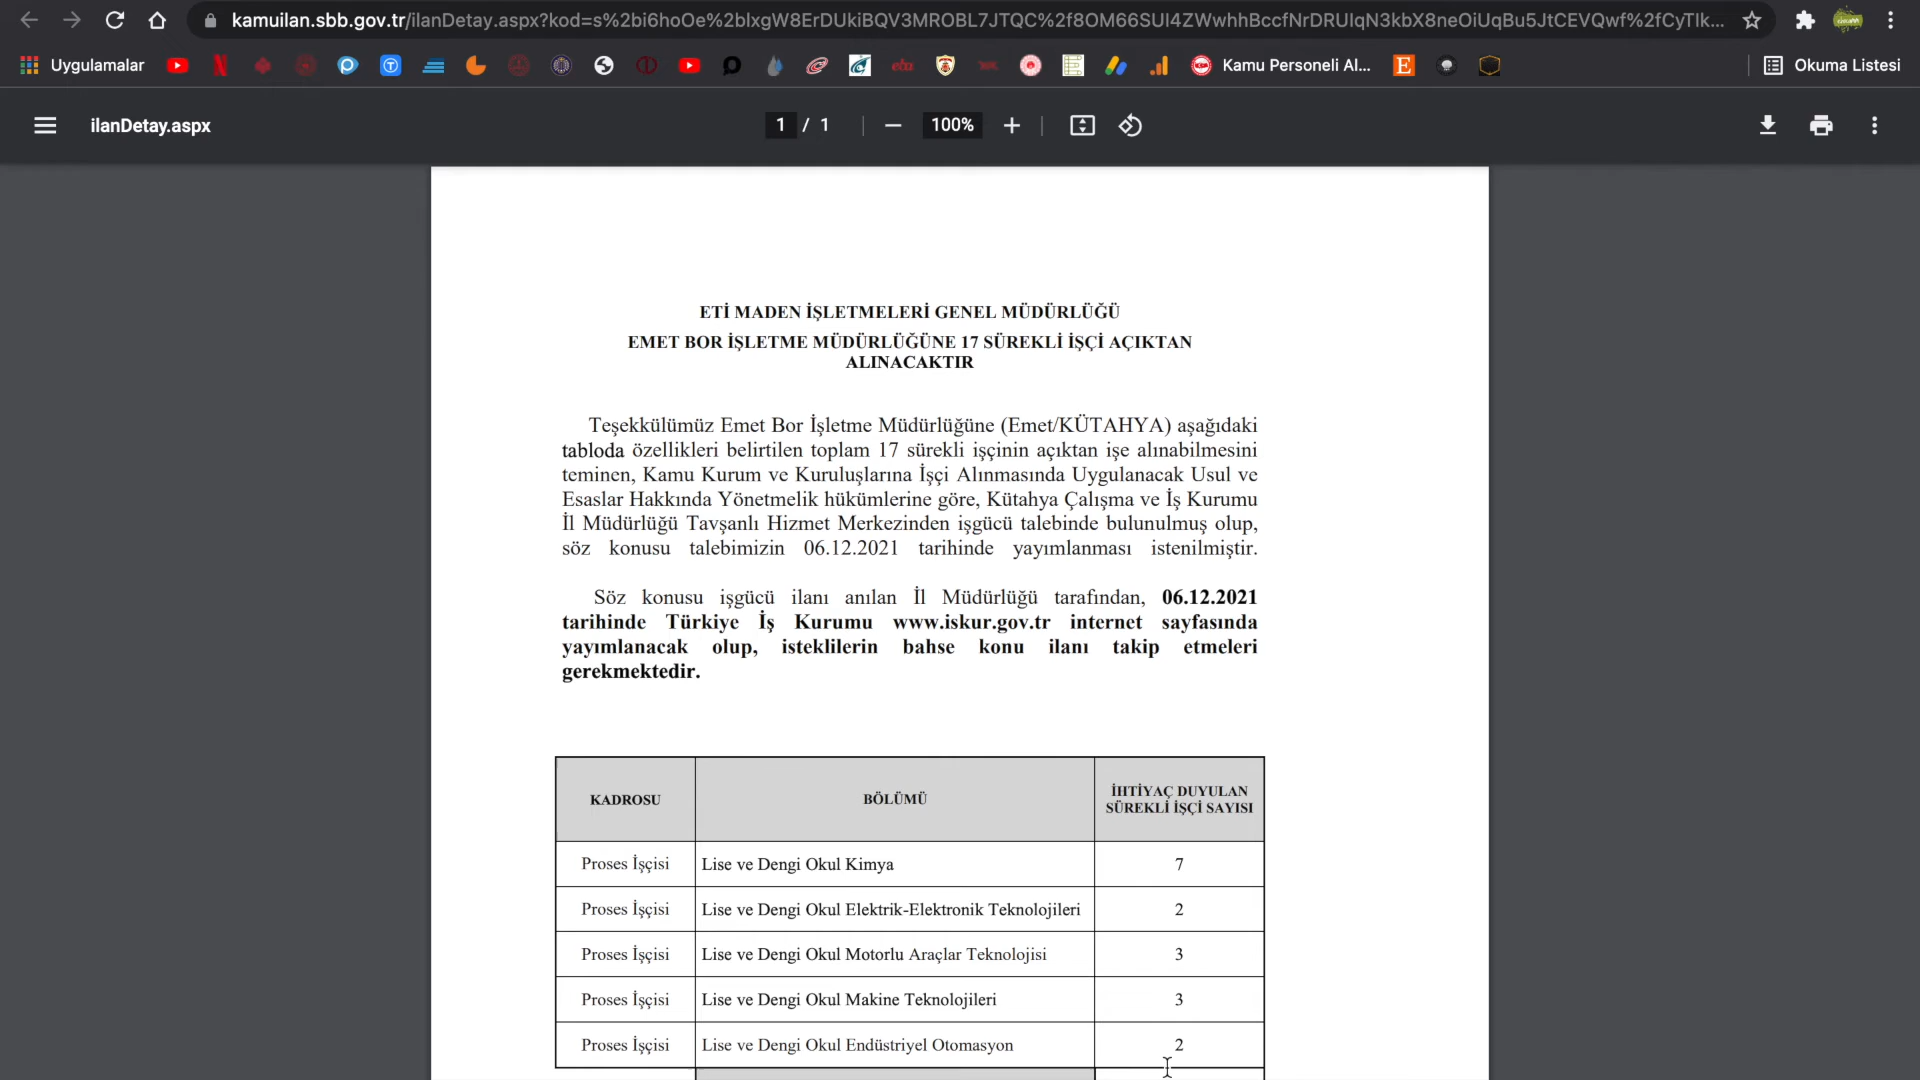 kamuilan.sbb.gov.tr/ilanDetay.aspx?kod=s%2bi6hoOe%2blxgW8ErDUkiBQV3MROBL7JTQC%2f8OM66SUI4ZWwhhBccfNrDRUIqN3kbX8neOiUqBu5JtCEVQwf%2fCyTIk...
Uygulamalar
Kamu Personeli Al...
Okuma Listesi
ilanDetay.aspx
1 / 1
100%
ETİ MADEN İŞLETMELERİ GENEL MÜDÜRLÜĞÜ
EMET BOR İŞLETME MÜDÜRLÜĞÜNE 17 SÜREKLİ İŞÇİ AÇIKTAN
ALINACAKTIR
Teşekkülümüz Emet Bor İşletme Müdürlüğüne (Emet/KÜTAHYA) aşağıdaki
tabloda özellikleri belirtilen toplam 17 sürekli işçinin açıktan işe alınabilmesini
teminen, Kamu Kurum ve Kuruluşlarına İşçi Alınmasında Uygulanacak Usul ve
Esaslar Hakkında Yönetmelik hükümlerine göre, Kütahya Çalışma ve İş Kurumu
İl Müdürlüğü Tavşanlı Hizmet Merkezinden işgücü talebinde bulunulmuş olup,
söz konusu talebimizin 06.12.2021 tarihinde yayımlanması istenilmiştir.
Söz konusu işgücü ilanı anılan İl Müdürlüğü tarafından, 06.12.2021
tarihinde Türkiye İş Kurumu www.iskur.gov.tr internet sayfasında
yayımlanacak olup, isteklilerin bahse konu ilanı takip etmeleri
gerekmektedir.
KADROSU
BÖLÜMÜ
İHTİYAÇ DUYULAN
SÜREKLİ İŞÇİ SAYISI
Proses İşçisi
Lise ve Dengi Okul Kimya
7
Proses İşçisi
Lise ve Dengi Okul Elektrik-Elektronik Teknolojileri
2
Proses İşçisi
Lise ve Dengi Okul Motorlu Araçlar Teknolojisi
3
Proses İşçisi
Lise ve Dengi Okul Makine Teknolojileri
3
Proses İşçisi
Lise ve Dengi Okul Endüstriyel Otomasyon
2